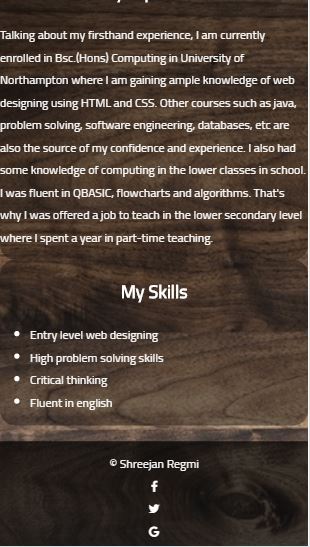 Talking about my firsthand experience, I am currently
enrolled in Bsc.(Hons) Computing in University of
Northampton where I am gaining ample knowledge of web
designing using HTML and CSS. Other courses such as java,
problem solving, software engineering, databases, etc are
also the source of my confidence and experience. I also had
some knowledge of computing in the lower classes in school.
I was fluent in QBASIC, flowcharts and algorithms. That's
why I was offered a job to teach in the lower secondary level
where I spent a year in part-time teaching.
My Skills
Entry level web designing
High problem solving skills
Critical thinking
Fluent in english
© Shreejan Regmi